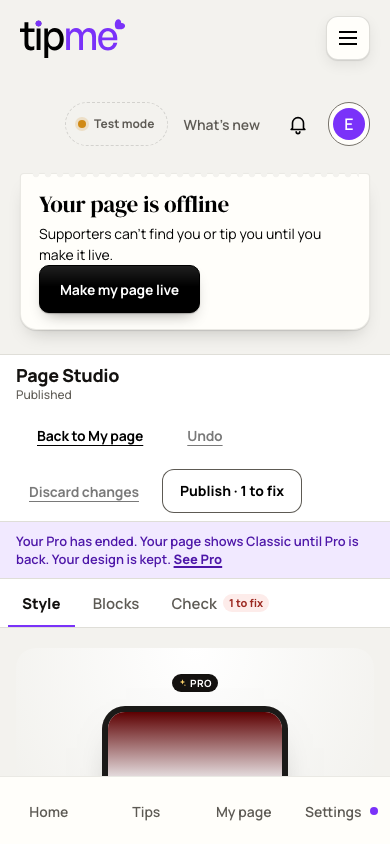 tipme
Test mode
What's new
E
Your page is offline
Supporters can't find you or tip you until you
make it live.
Make my page live
Page Studio
Published
Back to My page
Undo
Discard changes
Publish · 1 to fix
Your Pro has ended. Your page shows Classic until Pro is
back. Your design is kept. See Pro
Style
Blocks
Check
1 to fix
PRO
Home
Tips
My page
Settings